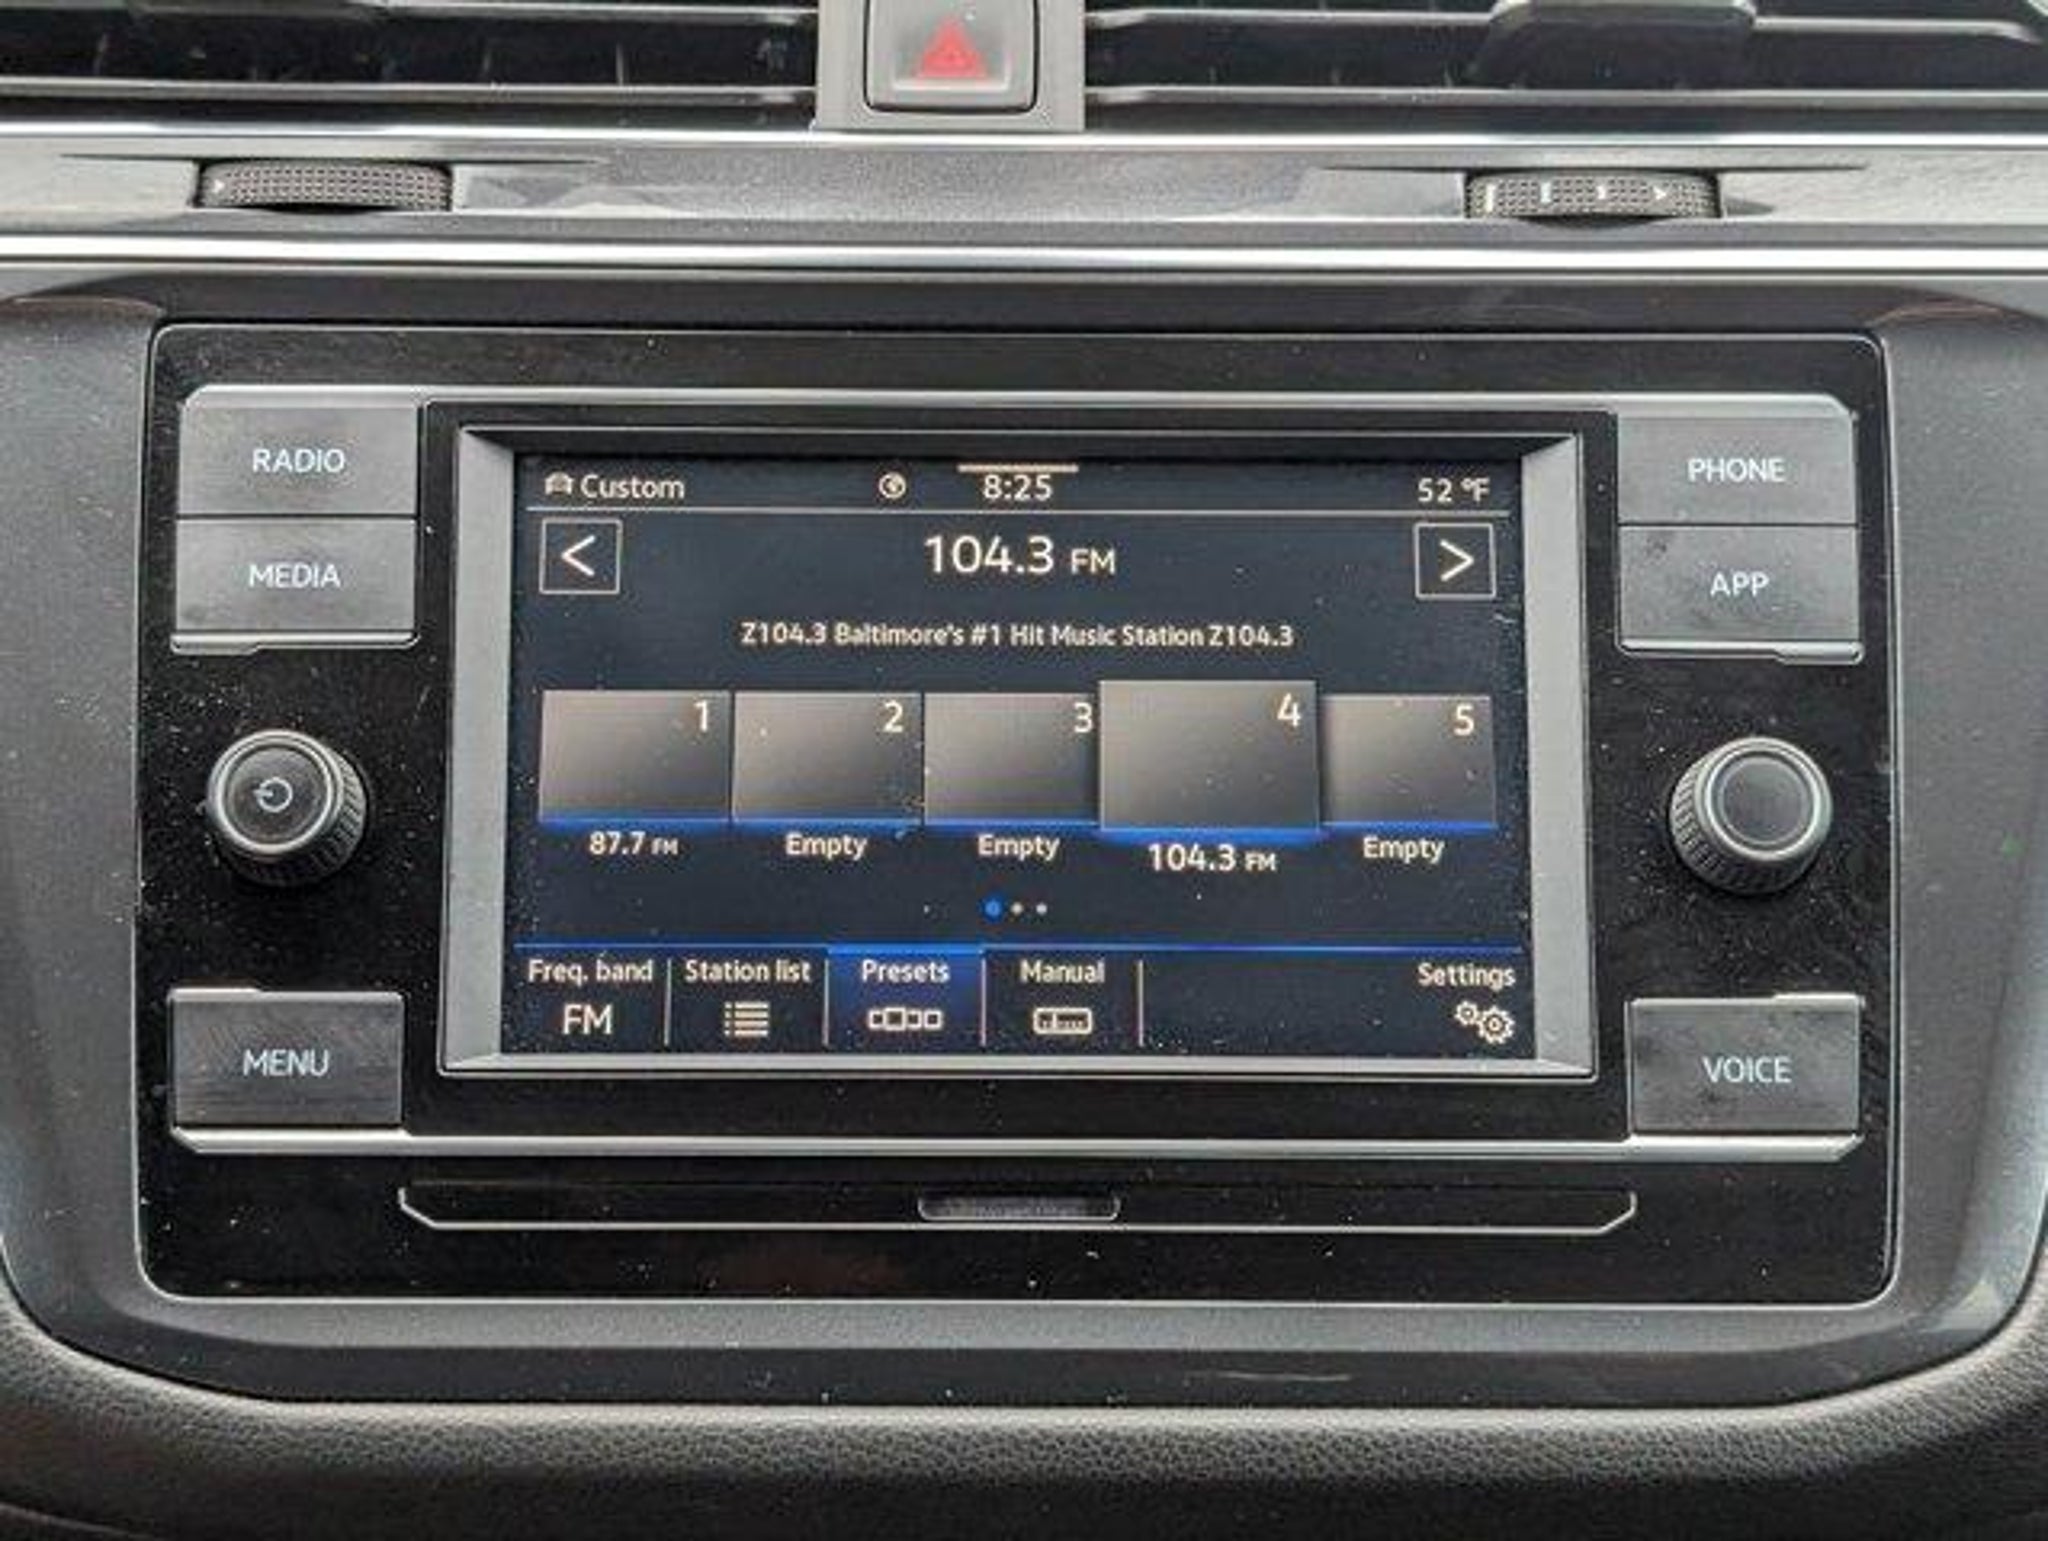 RADIO
MEDIA
MENU
Custom
8:25
52 °F
<
104.3 FM
>
Z104.3 Baltimore's #1 Hit Music Station Z104.3
1
2
3
4
5
87.7 FM
Empty
Empty
104.3 FM
Empty
Freq. band
Station list
Presets
Manual
Settings
FM
PHONE
APP
VOICE